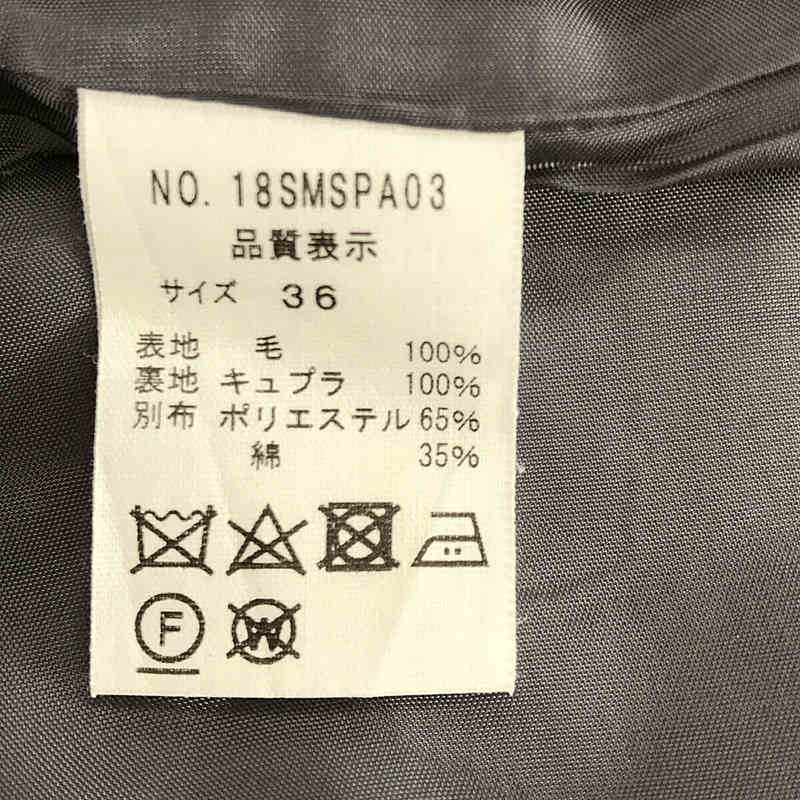 NO. 18SMSPA03
品質表示
サイズ 36
表地 毛 100%
裏地 キュプラ 100%
別布 ポリエステル 65%
綿 35%
F W